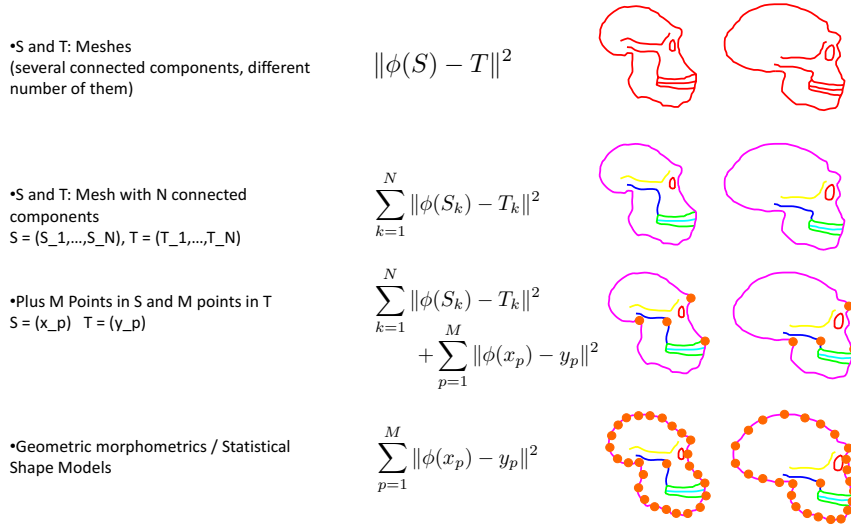 •S and T: Meshes
(several connected components, different
number of them)
‖ϕ(S) − T‖²
•S and T: Mesh with N connected
components
S = (S_1,…,S_N), T = (T_1,…,T_N)
∑_{k=1}^{N} ‖ϕ(S_k) − T_k‖²
•Plus M Points in S and M points in T
S = (x_p) T = (y_p)
∑_{k=1}^{N} ‖ϕ(S_k) − T_k‖²
+ ∑_{p=1}^{M} ‖ϕ(x_p) − y_p‖²
•Geometric morphometrics / Statistical
Shape Models
∑_{p=1}^{M} ‖ϕ(x_p) − y_p‖²